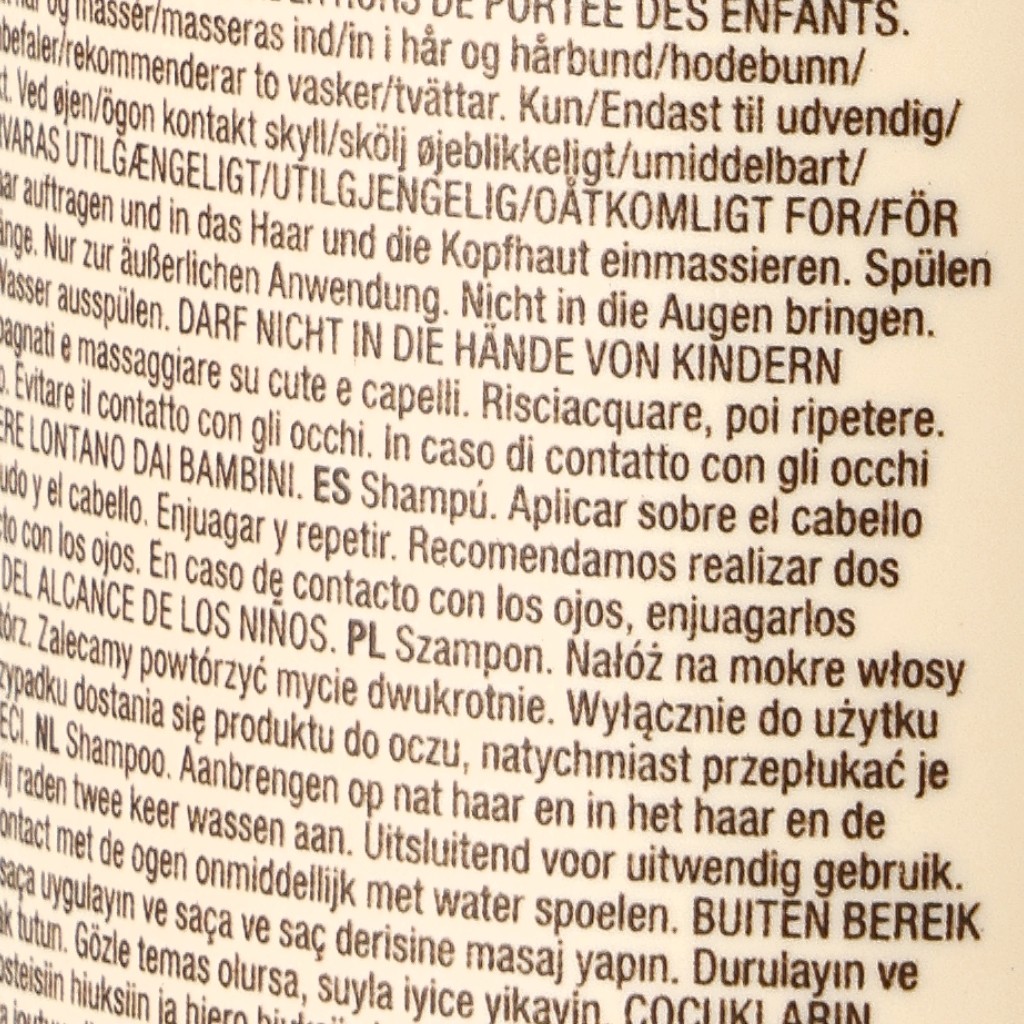 DE PORTÉE DES ENFANTS.
og masser/masseras ind/in i hår og hårbund/hodebunn/
befaler/rekommenderar to vasker/tvättar. Kun/Endast til udvendig/
Ved øjen/ögon kontakt skyll/skölj øjeblikkeligt/umiddelbart/
UTILGÆNGELIGT/UTILGJENGELIG/OÅTKOMLIGT FOR/FÖR
auftragen und in das Haar und die Kopfhaut einmassieren. Spülen
Nur zur äußerlichen Anwendung. Nicht in die Augen bringen.
Wasser ausspülen. DARF NICHT IN DIE HÄNDE VON KINDERN
e massaggiare su cute e capelli. Risciacquare, poi ripetere.
Evitare il contatto con gli occhi. In caso di contatto con gli occhi
LONTANO DAI BAMBINI. ES Shampú. Aplicar sobre el cabello
y el cabello. Enjuagar y repetir. Recomendamos realizar dos
con los ojos. En caso de contacto con los ojos, enjuagarlos
DEL ALCANCE DE LOS NIÑOS. PL Szampon. Nałóż na mokre włosy
Zalecamy powtórzyć mycie dwukrotnie. Wyłącznie do użytku
dostania się produktu do oczu, natychmiast przepłukać je
NL Shampoo. Aanbrengen op nat haar en in het haar en de
raden twee keer wassen aan. Uitsluitend voor uitwendig gebruik.
met de ogen onmiddellijk met water spoelen. BUITEN BEREIK
saça uygulayın ve saça ve saç derisine masaj yapın. Durulayın ve
tutun. Gözle temas olursa, suyla iyice yıkayın. ÇOCUKLARIN
hiuksiin ja